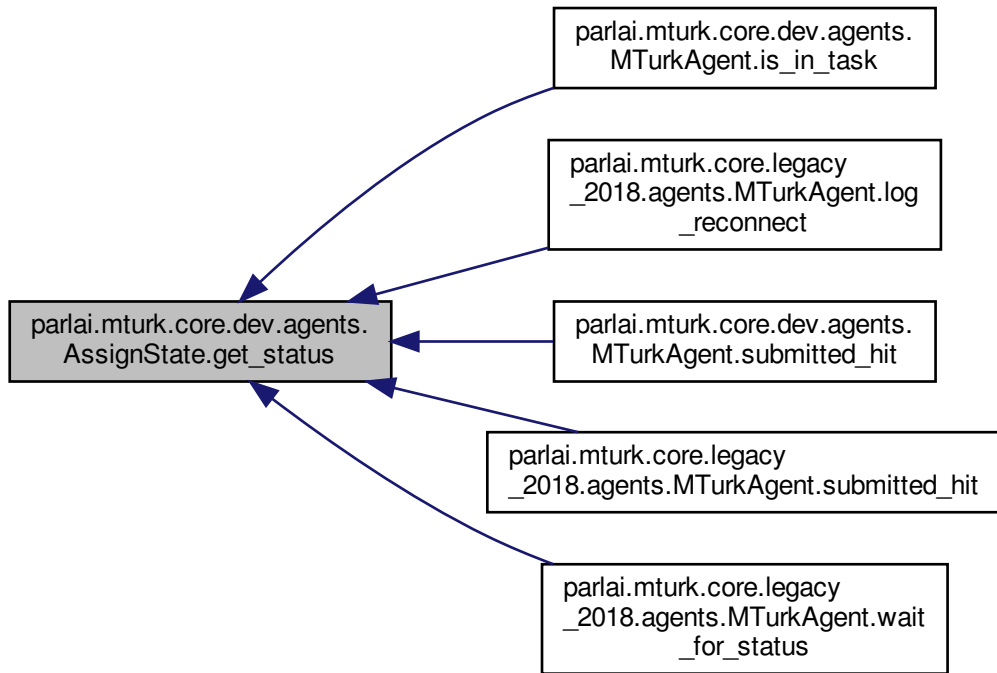 parlai.mturk.core.dev.agents.
MTurkAgent.is_in_task
parlai.mturk.core.legacy
_2018.agents.MTurkAgent.log
_reconnect
parlai.mturk.core.dev.agents.
AssignState.get_status
parlai.mturk.core.dev.agents.
MTurkAgent.submitted_hit
parlai.mturk.core.legacy
_2018.agents.MTurkAgent.submitted_hit
parlai.mturk.core.legacy
_2018.agents.MTurkAgent.wait
_for_status